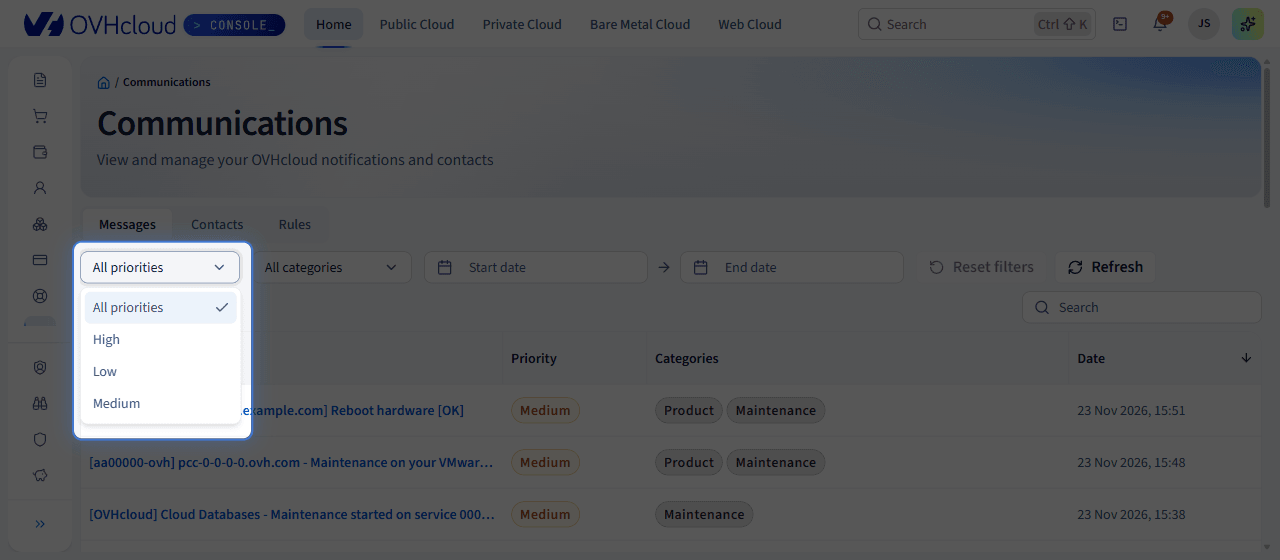 OVHcloud > CONSOLE_ Home Public Cloud Private Cloud Bare Metal Cloud Web Cloud Search Ctrl K 9+ JS
/ Communications
Communications
View and manage your OVHcloud notifications and contacts
Messages Contacts Rules
All priorities All categories Start date End date Reset filters Refresh
All priorities Search
High
Low
Medium
Priority Categories Date
.example.com] Reboot hardware [OK] Medium Product Maintenance 23 Nov 2026, 15:51
[aa00000-ovh] pcc-0-0-0-0.ovh.com - Maintenance on your VMwar... Medium Product Maintenance 23 Nov 2026, 15:48
[OVHcloud] Cloud Databases - Maintenance started on service 000... Medium Maintenance 23 Nov 2026, 15:38